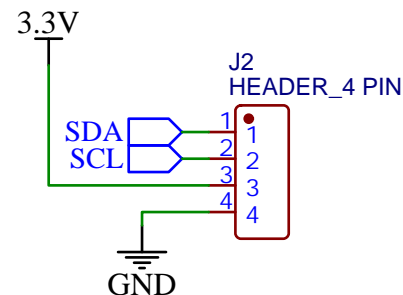 3.3V
J2
HEADER_4 PIN
SDA 1 1
SCL 2 2
3 3
4 4
GND